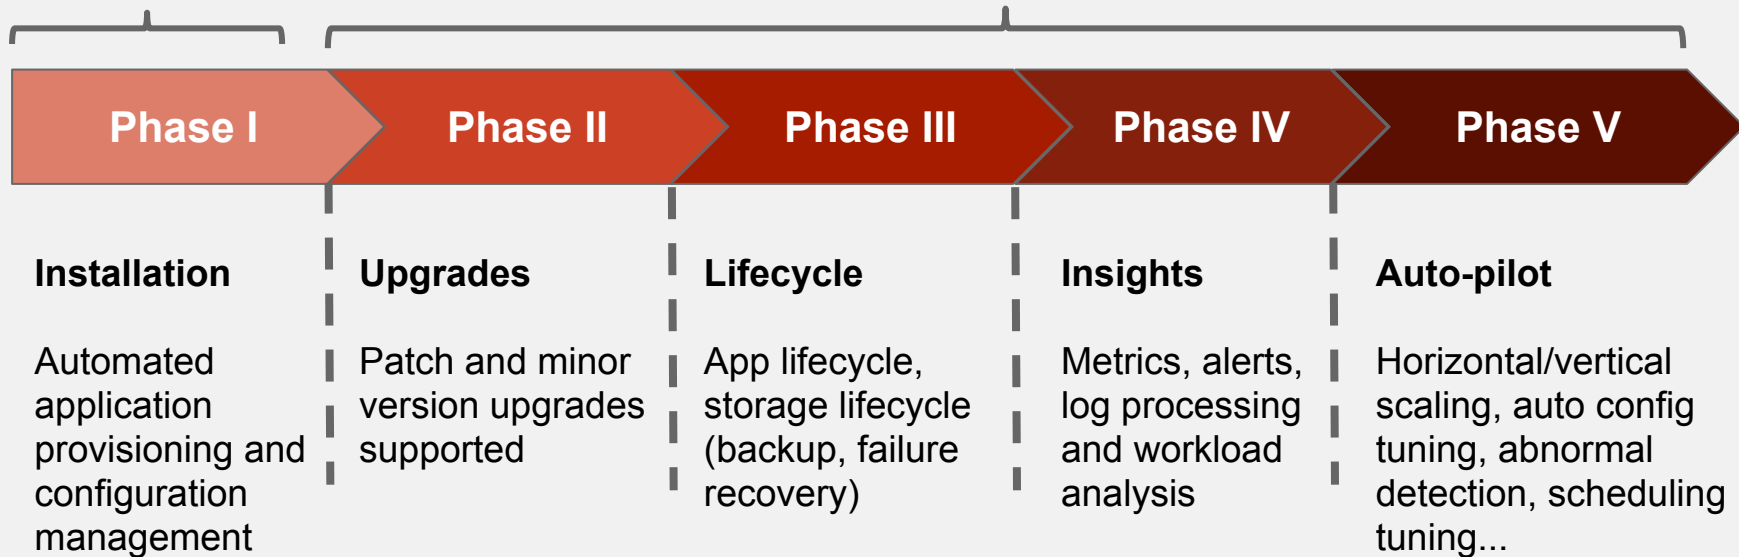 Phase I
Phase II
Phase III
Phase IV
Phase V
Installation
Automated
application
provisioning and
configuration
management
Upgrades
Patch and minor
version upgrades
supported
Lifecycle
App lifecycle,
storage lifecycle
(backup, failure
recovery)
Insights
Metrics, alerts,
log processing
and workload
analysis
Auto-pilot
Horizontal/vertical
scaling, auto config
tuning, abnormal
detection, scheduling
tuning...